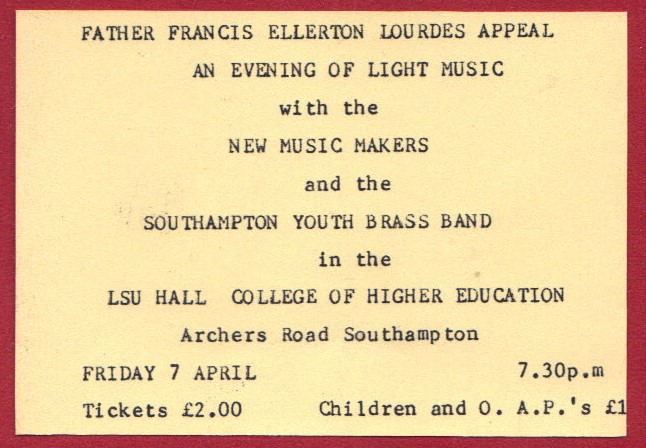 FATHER FRANCIS ELLERTON LOURDES APPEAL
AN EVENING OF LIGHT MUSIC
with the
NEW MUSIC MAKERS
and the
SOUTHAMPTON YOUTH BRASS BAND
in the
LSU HALL COLLEGE OF HIGHER EDUCATION
Archers Road Southampton
FRIDAY 7 APRIL 7.30p.m
Tickets £2.00 Children and O. A.P.'s £1